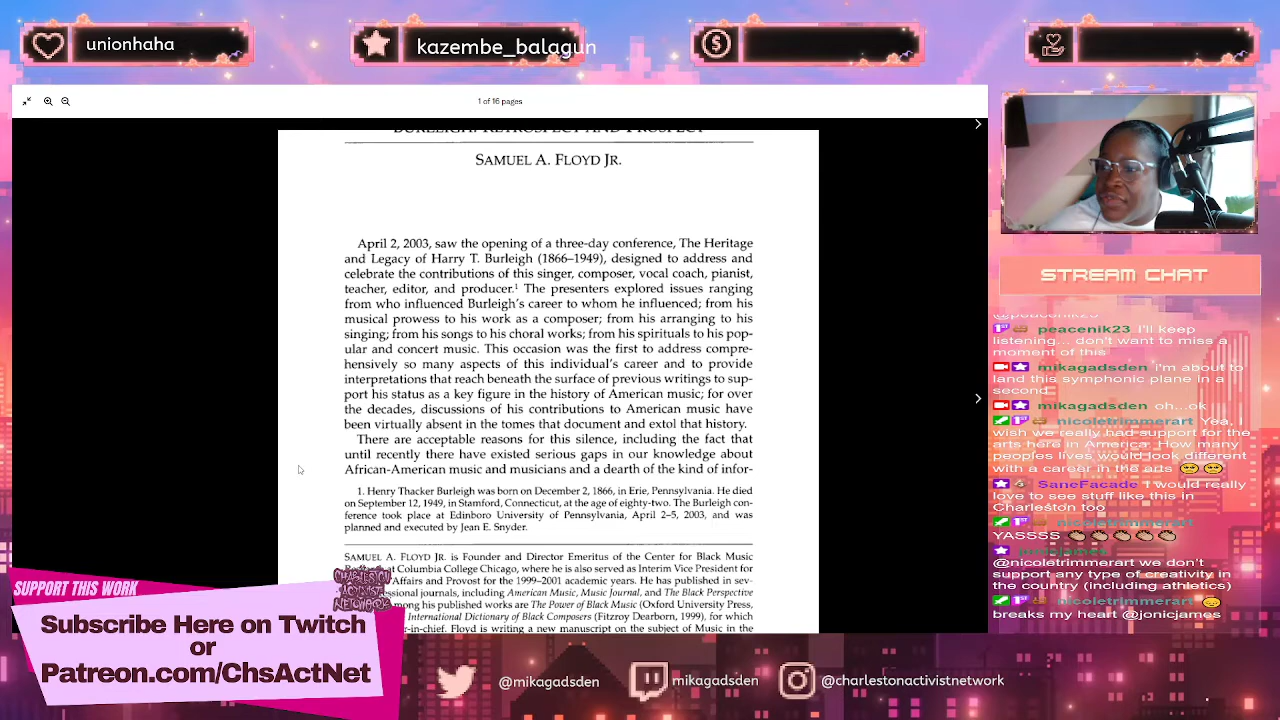 unionhaha
kazembe_balagun
1 of 16 pages
BURLEIGH: RETROSPECT AND PROSPECT
SAMUEL A. FLOYD JR.
April 2, 2003, saw the opening of a three-day conference, The Heritage
and Legacy of Harry T. Burleigh (1866–1949), designed to address and
celebrate the contributions of this singer, composer, vocal coach, pianist,
teacher, editor, and producer.1 The presenters explored issues ranging
from who influenced Burleigh's career to whom he influenced; from his
musical prowess to his work as a composer; from his arranging to his
singing; from his songs to his choral works; from his spirituals to his pop-
ular and concert music. This occasion was the first to address compre-
hensively so many aspects of this individual's career and to provide
interpretations that reach beneath the surface of previous writings to sup-
port his status as a key figure in the history of American music; for over
the decades, discussions of his contributions to American music have
been virtually absent in the tomes that document and extol that history.
There are acceptable reasons for this silence, including the fact that
until recently there have existed serious gaps in our knowledge about
African-American music and musicians and a dearth of the kind of infor-
1. Henry Thacker Burleigh was born on December 2, 1866, in Erie, Pennsylvania. He died
on September 12, 1949, in Stamford, Connecticut, at the age of eighty-two. The Burleigh con-
ference took place at Edinboro University of Pennsylvania, April 2–5, 2003, and was
planned and executed by Jean E. Snyder.
SAMUEL A. FLOYD JR. is Founder and Director Emeritus of the Center for Black Music
at Columbia College Chicago, where he is also served as Interim Vice President for
Affairs and Provost for the 1999–2001 academic years. He has published in sev-
essional journals, including American Music, Music Journal, and The Black Perspective
mong his published works are The Power of Black Music (Oxford University Press,
International Dictionary of Black Composers (Fitzroy Dearborn, 1999), for which
r-in-chief. Floyd is writing a new manuscript on the subject of Music in the
STREAM CHAT
@peacenik23
peacenik23 I'll keep
listening... don't want to miss a
moment of this
mikagadsden i'm about to
land this symphonic plane in a
second
mikagadsden oh...ok
nicoletrimmerart Yea, I
wish we really had support for the
arts here in America. How many
peoples lives would look different
with a career in the arts
SaneFacade I would really
love to see stuff like this in
Charleston too
nicoletrimmerart
YASSSS
jonicjames
@nicoletrimmerart we don't
support any type of creativity in
the country (including athletics)
nicoletrimmerart
breaks my heart @jonicjames
SUPPORT THIS WORK
CHARLESTON
ACTIVIST
NETWORK
Subscribe Here on Twitch
or
Patreon.com/ChsActNet
@mikagadsden
mikagadsden
@charlestonactivistnetwork